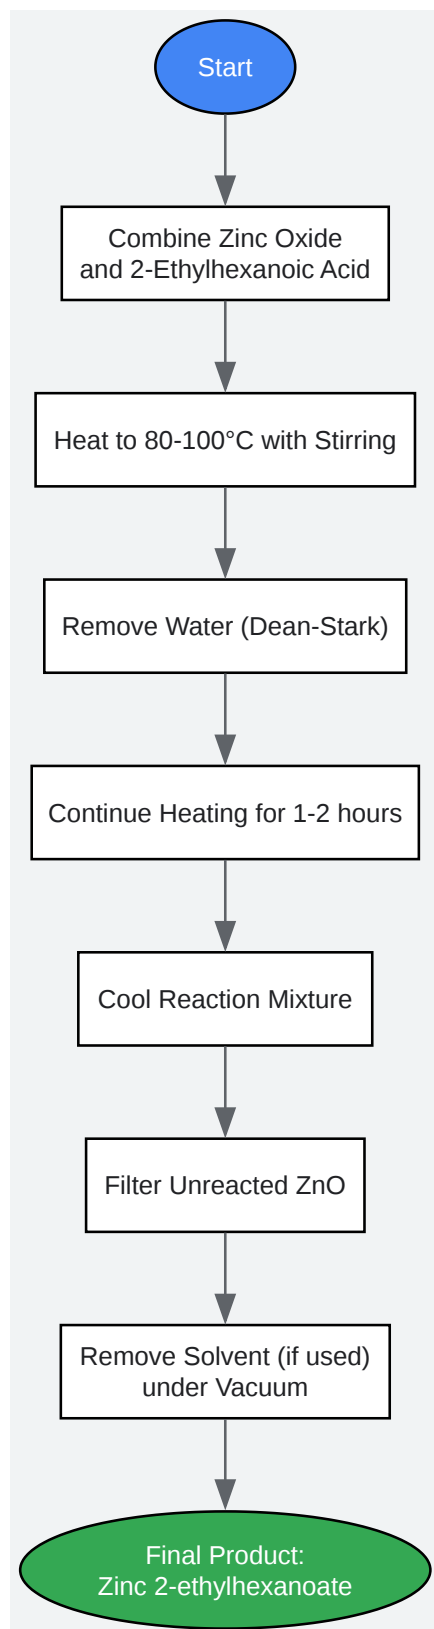 Start
Combine Zinc Oxide
and 2-Ethylhexanoic Acid
Heat to 80-100°C with Stirring
Remove Water (Dean-Stark)
Continue Heating for 1-2 hours
Cool Reaction Mixture
Filter Unreacted ZnO
Remove Solvent (if used)
under Vacuum
Final Product:
Zinc 2-ethylhexanoate